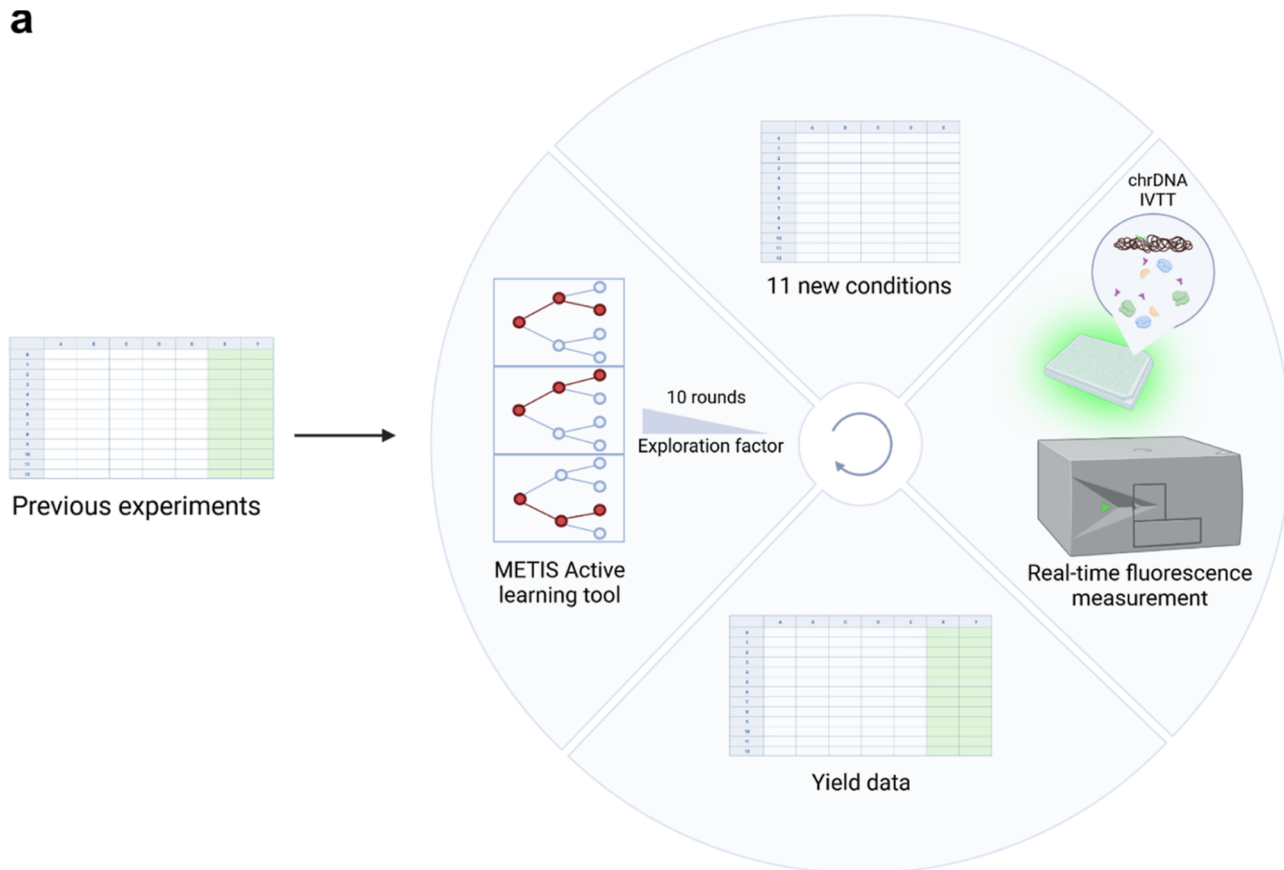 a
Previous experiments
METIS Active
learning tool
10 rounds
Exploration factor
11 new conditions
chrDNA
IVTT
Real-time fluorescence
measurement
Yield data